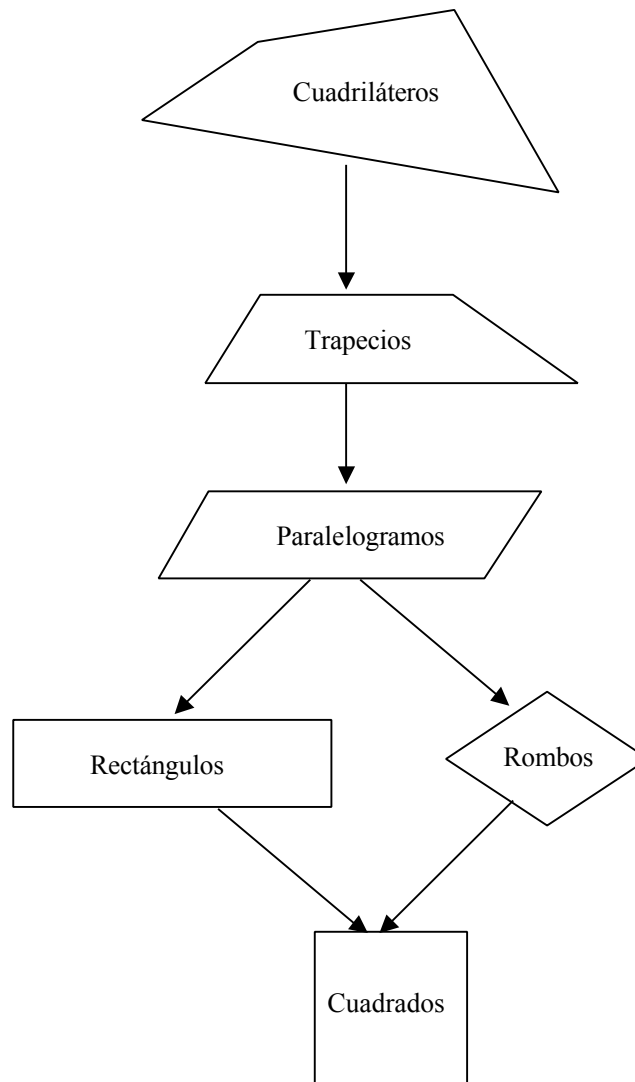 Cuadriláteros
Trapecios
Paralelogramos
Rectángulos
Rombos
Cuadrados